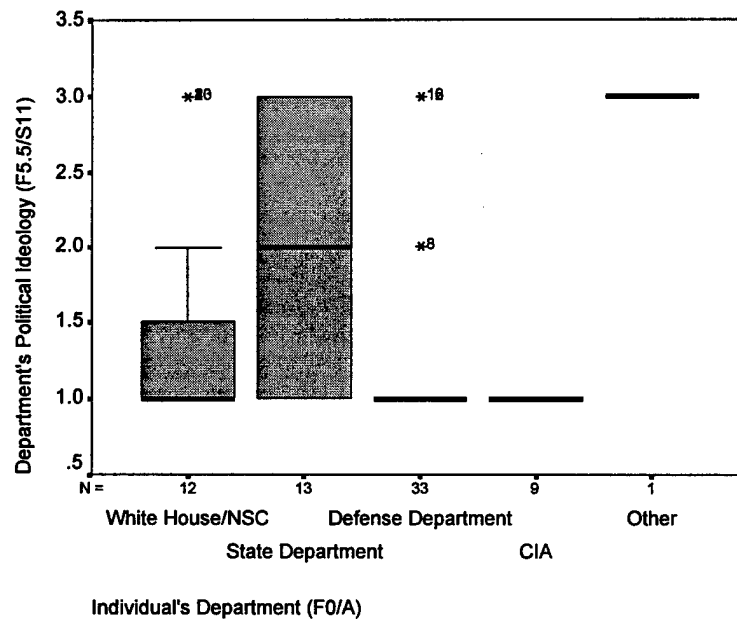 Department's Political Ideology (F5.5/S11)
3.5
3.0
2.5
2.0
1.5
1.0
.5
8
N =
12
13
33
9
1
White House/NSC
Defense Department
Other
State Department
CIA
Individual's Department (F0/A)